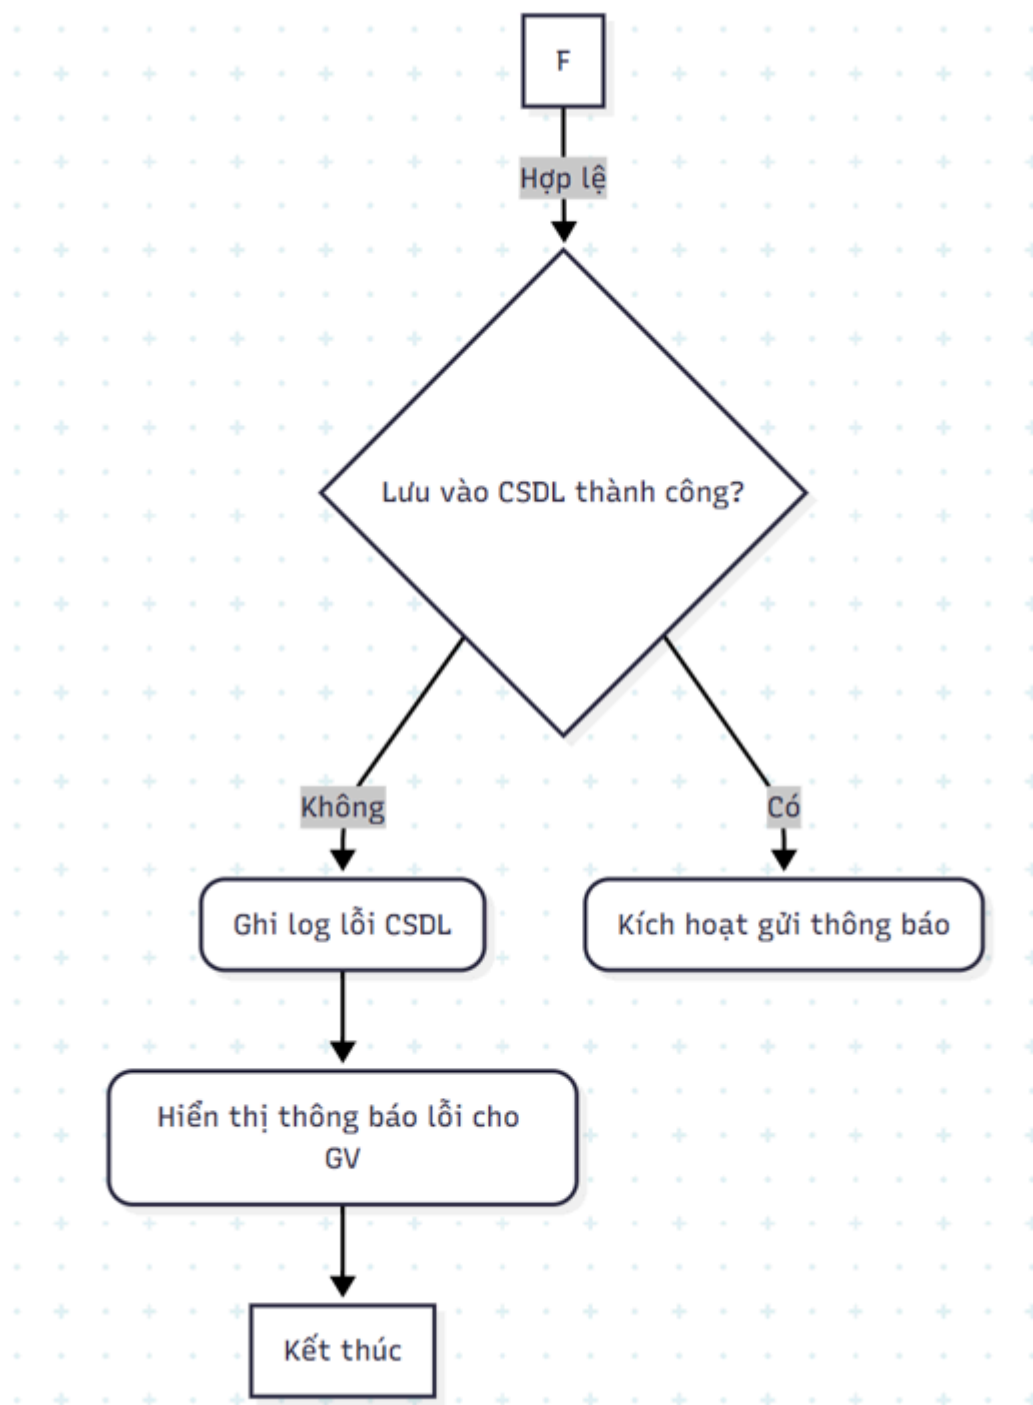 F
Hợp lệ
Lưu vào CSDL thành công?
Không
Có
Ghi log lỗi CSDL
Kích hoạt gửi thông báo
Hiển thị thông báo lỗi cho
GV
Kết thúc